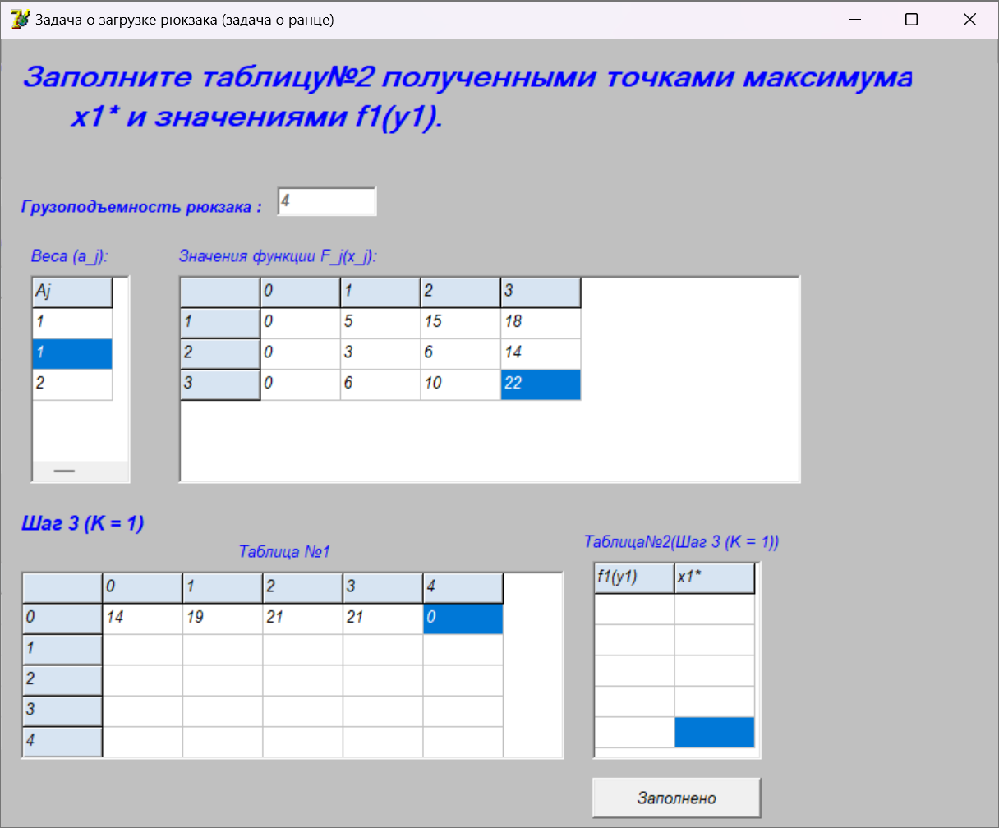 Задача о загрузке рюкзака (задача о ранце)
Заполните таблицу№2 полученными точками максимума
x1* и значениями f1(y1).
Грузоподъемность рюкзака : 4
Веса (a_j):
Aj
1
1
2
Значения функции F_j(x_j):
0 1 2 3
1 0 5 15 18
2 0 3 6 14
3 0 6 10 22
Шаг 3 (K = 1)
Таблица №1
0 1 2 3 4
0 14 19 21 21 0
1
2
3
4
Таблица№2(Шаг 3 (K = 1))
f1(y1) x1*
Заполнено